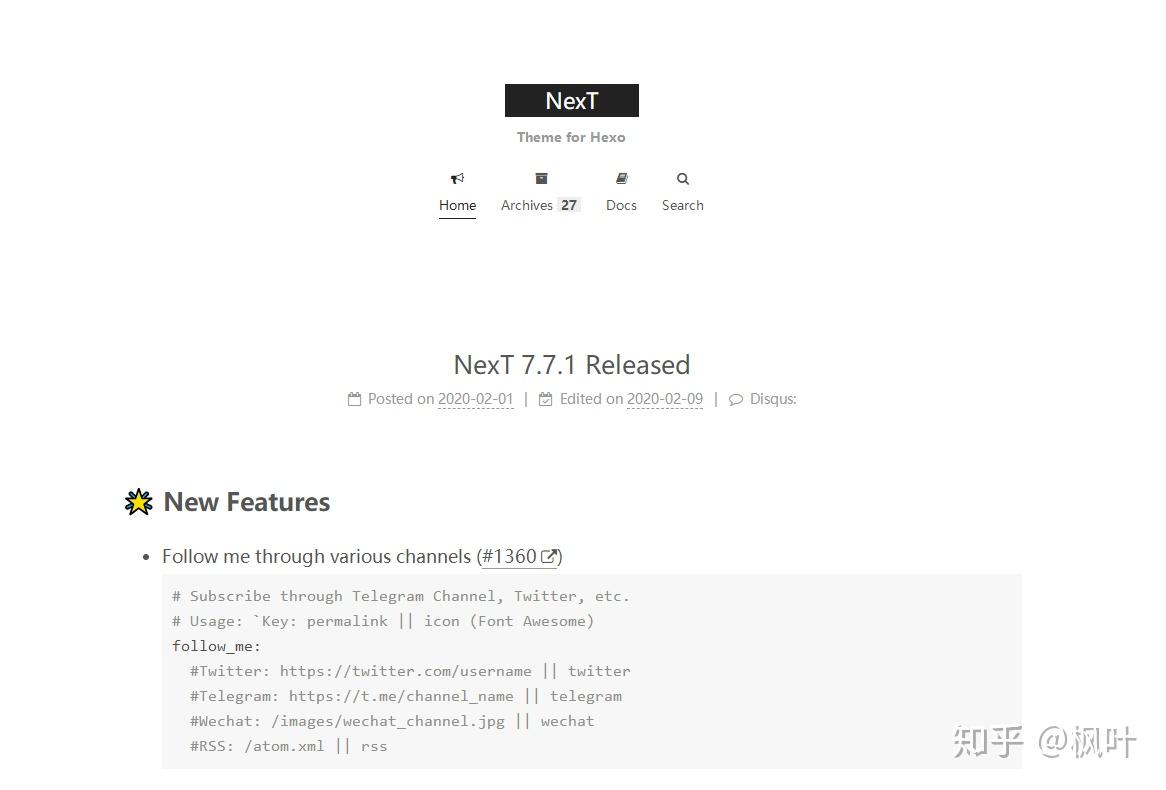 NexT
Theme for Hexo
Home Archives 27 Docs Search
NexT 7.7.1 Released
Posted on 2020-02-01 | Edited on 2020-02-09 | Disqus:
New Features
• Follow me through various channels (#1360)
# Subscribe through Telegram Channel, Twitter, etc.
# Usage: `Key: permalink || icon (Font Awesome)
follow_me:
  #Twitter: https://twitter.com/username || twitter
  #Telegram: https://t.me/channel_name || telegram
  #Wechat: /images/wechat_channel.jpg || wechat
  #RSS: /atom.xml || rss
知乎 @枫叶